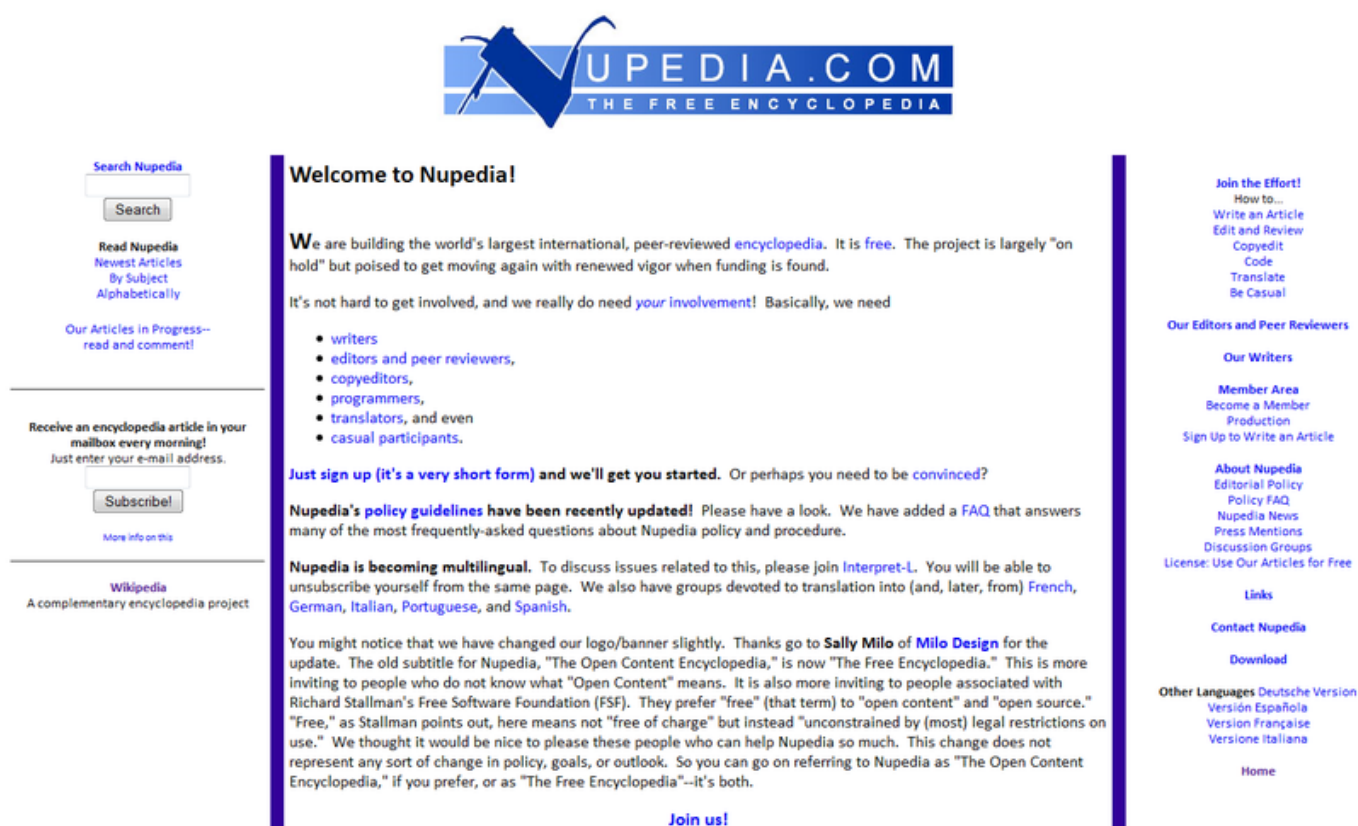 NUPEDIA.COM
THE FREE ENCYCLOPEDIA
Search Nupedia
Search
Read Nupedia
Newest Articles
By Subject
Alphabetically
Our Articles in Progress--
read and comment!
Receive an encyclopedia article in your
mailbox every morning!
Just enter your e-mail address.
Subscribe!
More info on this
Wikipedia
A complementary encyclopedia project
Welcome to Nupedia!
We are building the world's largest international, peer-reviewed encyclopedia. It is free. The project is largely "on
hold" but poised to get moving again with renewed vigor when funding is found.
It's not hard to get involved, and we really do need your involvement! Basically, we need
• writers
• editors and peer reviewers,
• copyeditors,
• programmers,
• translators, and even
• casual participants.
Just sign up (it's a very short form) and we'll get you started. Or perhaps you need to be convinced?
Nupedia's policy guidelines have been recently updated! Please have a look. We have added a FAQ that answers
many of the most frequently-asked questions about Nupedia policy and procedure.
Nupedia is becoming multilingual. To discuss issues related to this, please join Interpret-L. You will be able to
unsubscribe yourself from the same page. We also have groups devoted to translation into (and, later, from) French,
German, Italian, Portuguese, and Spanish.
You might notice that we have changed our logo/banner slightly. Thanks go to Sally Milo of Milo Design for the
update. The old subtitle for Nupedia, "The Open Content Encyclopedia," is now "The Free Encyclopedia." This is more
inviting to people who do not know what "Open Content" means. It is also more inviting to people associated with
Richard Stallman's Free Software Foundation (FSF). They prefer "free" (that term) to "open content" and "open source."
"Free," as Stallman points out, here means not "free of charge" but instead "unconstrained by (most) legal restrictions on
use." We thought it would be nice to please these people who can help Nupedia so much. This change does not
represent any sort of change in policy, goals, or outlook. So you can go on referring to Nupedia as "The Open Content
Encyclopedia," if you prefer, or as "The Free Encyclopedia"--it's both.
Join us!
Join the Effort!
How to...
Write an Article
Edit and Review
Copyedit
Code
Translate
Be Casual
Our Editors and Peer Reviewers
Our Writers
Member Area
Become a Member
Production
Sign Up to Write an Article
About Nupedia
Editorial Policy
Policy FAQ
Nupedia News
Press Mentions
Discussion Groups
License: Use Our Articles for Free
Links
Contact Nupedia
Download
Other Languages Deutsche Version
Versión Española
Version Française
Versione Italiana
Home